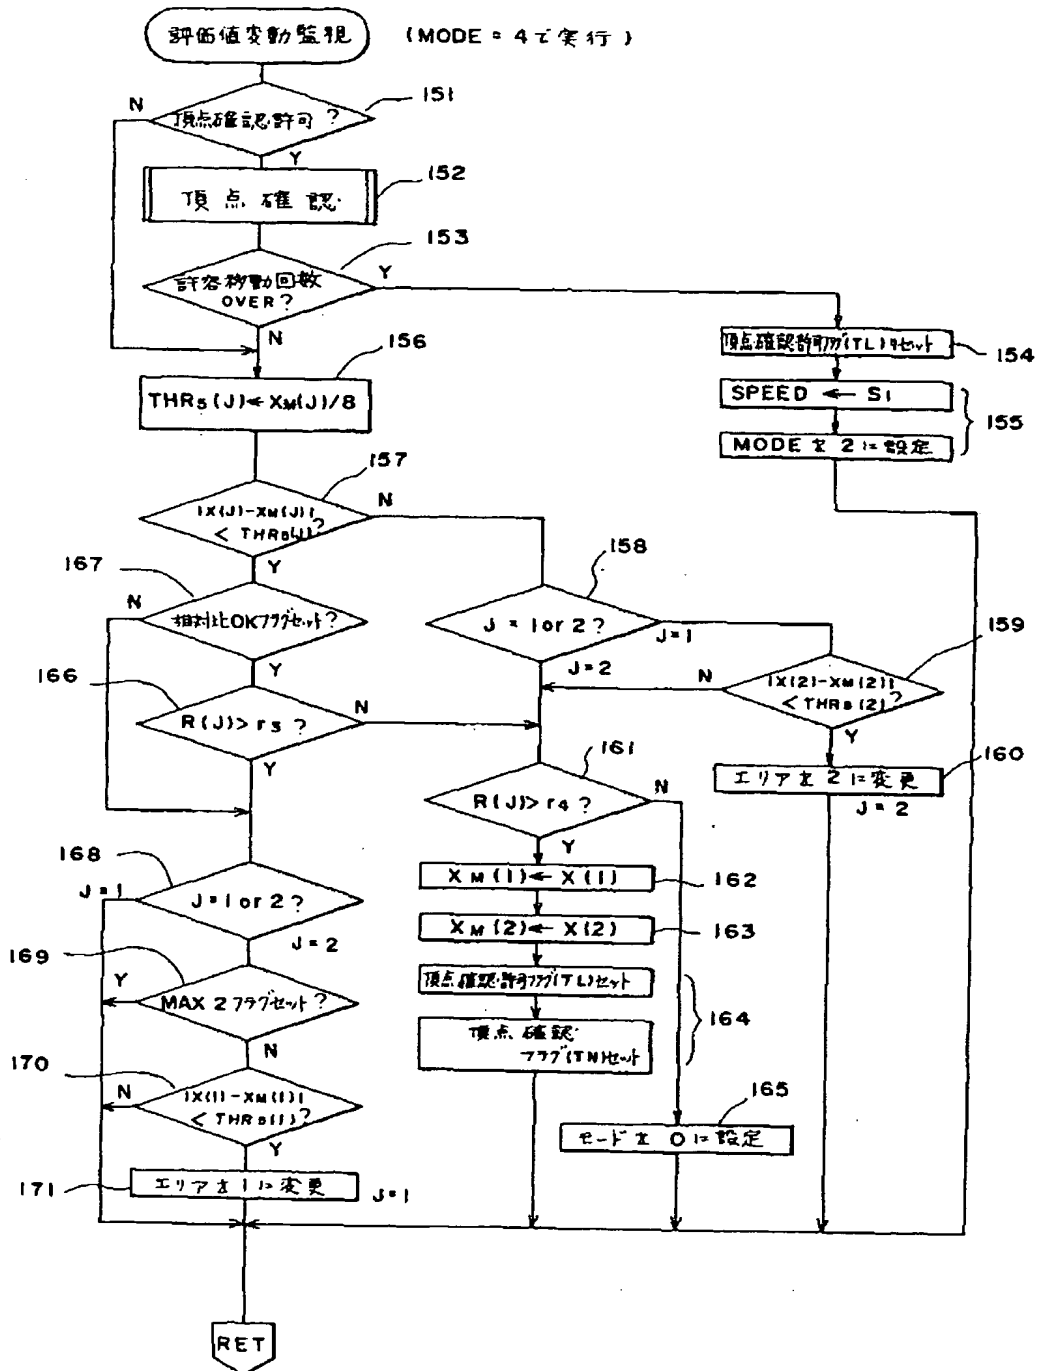 評価値変動監視
(MODE = 4で実行)
151
N
頂点確認許可?
Y
152
頂点確認
153
許容移動回数
OVER?
Y
N
頂点確認許可フラグ(TL)リセット
154
156
THR5(J)←XM(J)/8
SPEED ← S1
MODEを2に設定
155
157
|X(J)-XM(J)|
< THR5(J)?
N
Y
158
J = 1 or 2?
J=1
J=2
159
|X(2)-XM(2)|
< THR5(2)?
N
Y
167
N
相対比OKフラグセット?
Y
166
R(J)> r3 ?
N
Y
160
エリアを2に変更
J = 2
161
R(J)> r4 ?
N
Y
168
J=1
J=1 or 2?
J=2
XM(1)← X(1)
162
XM(2)← X(2)
163
169
Y
MAX 2 フラグセット?
N
頂点確認許可フラグ(TL)セット
頂点確認
フラグ(TN)セット
164
170
N
|X(1)-XM(1)|
< THR5(1)?
Y
165
モードを0に設定
171
エリアを1に変更
J=1
RET